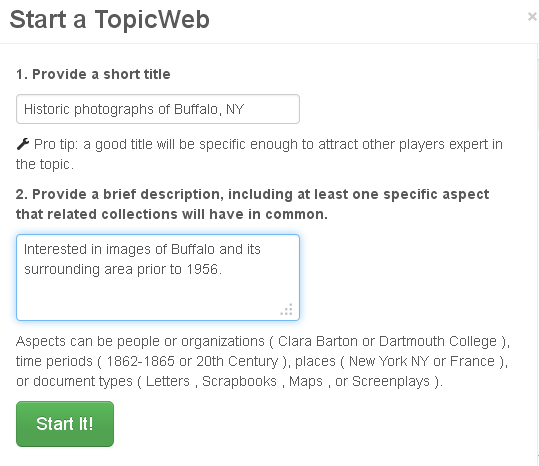 Start a TopicWeb
×
1. Provide a short title
Historic photographs of Buffalo, NY
Pro tip: a good title will be specific enough to attract other players expert in
the topic.
2. Provide a brief description, including at least one specific aspect
that related collections will have in common.
Interested in images of Buffalo and its
surrounding area prior to 1956.
Aspects can be people or organizations ( Clara Barton or Dartmouth College ),
time periods ( 1862-1865 or 20th Century ), places ( New York NY or France ),
or document types ( Letters , Scrapbooks , Maps , or Screenplays ).
Start It!